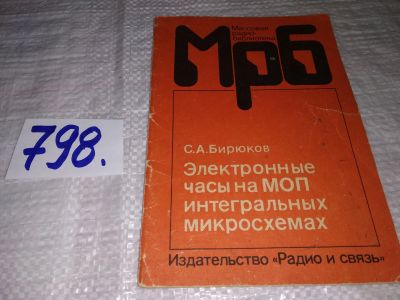 798.
Массовая
радио-
библиотека
МРБ
С.А.Бирюков
Электронные
часы на МОП
интегральных
микросхемах
Издательство «Радио и связь»